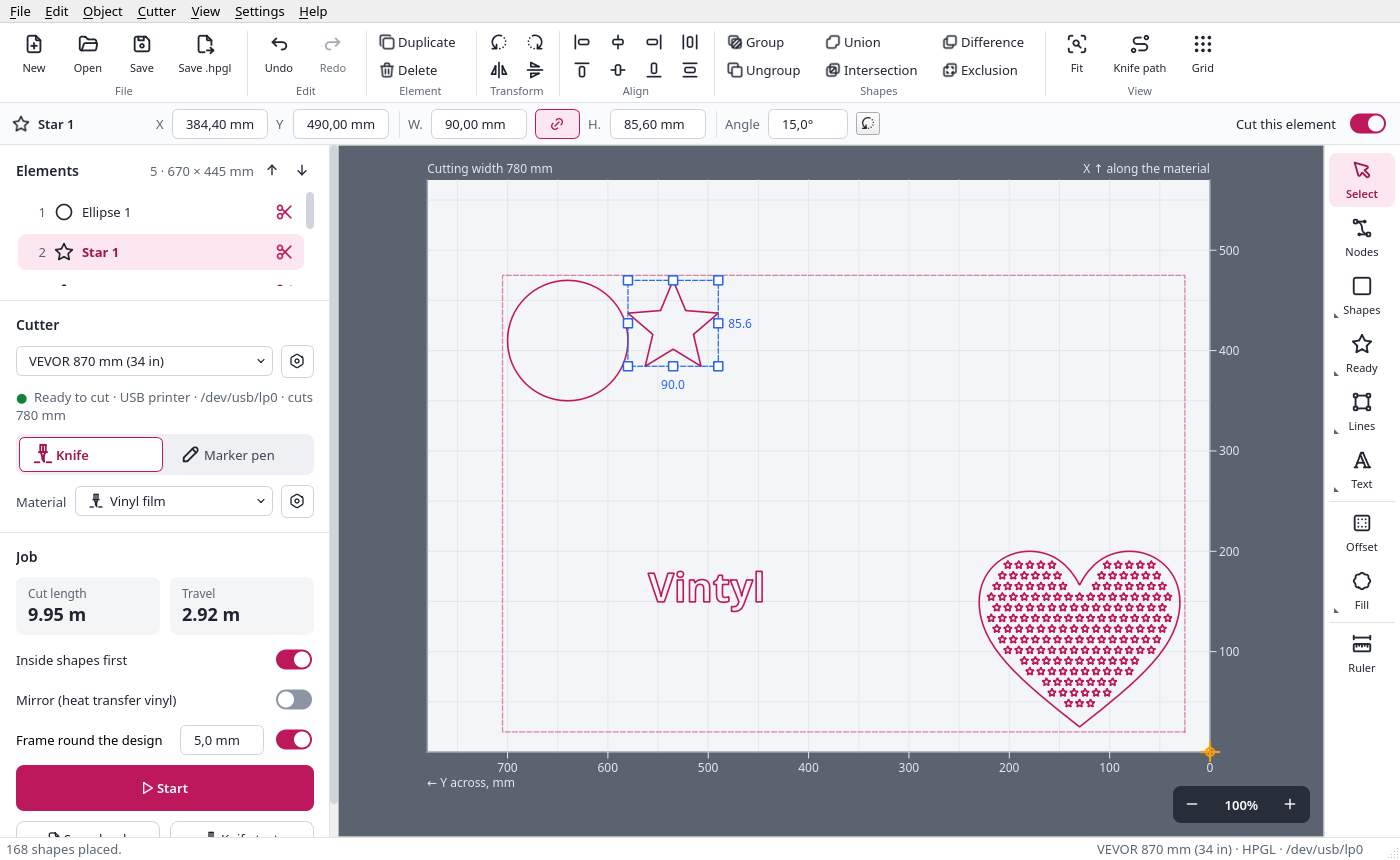 File Edit Object Cutter View Settings Help
New Open Save Save .hpgl Undo Redo
Duplicate
Delete
Group Union Difference
Ungroup Intersection Exclusion
Fit Knife path Grid
File Edit Element Transform Align Shapes View
Star 1 X 384,40 mm Y 490,00 mm W. 90,00 mm H. 85,60 mm Angle 15,0° Cut this element
Elements 5 · 670 × 445 mm
1 Ellipse 1
2 Star 1
Cutter
VEVOR 870 mm (34 in)
Ready to cut · USB printer · /dev/usb/lp0 · cuts
780 mm
Knife Marker pen
Material Vinyl film
Job
Cut length Travel
9.95 m 2.92 m
Inside shapes first
Mirror (heat transfer vinyl)
Frame round the design 5,0 mm
Start
Cutting width 780 mm X ↑ along the material
500
400
300
200
100
85.6
90.0
Vintyl
700 600 500 400 300 200 100 0
← Y across, mm
100%
Select
Nodes
Shapes
Ready
Lines
Text
Offset
Fill
Ruler
168 shapes placed. VEVOR 870 mm (34 in) · HPGL · /dev/usb/lp0